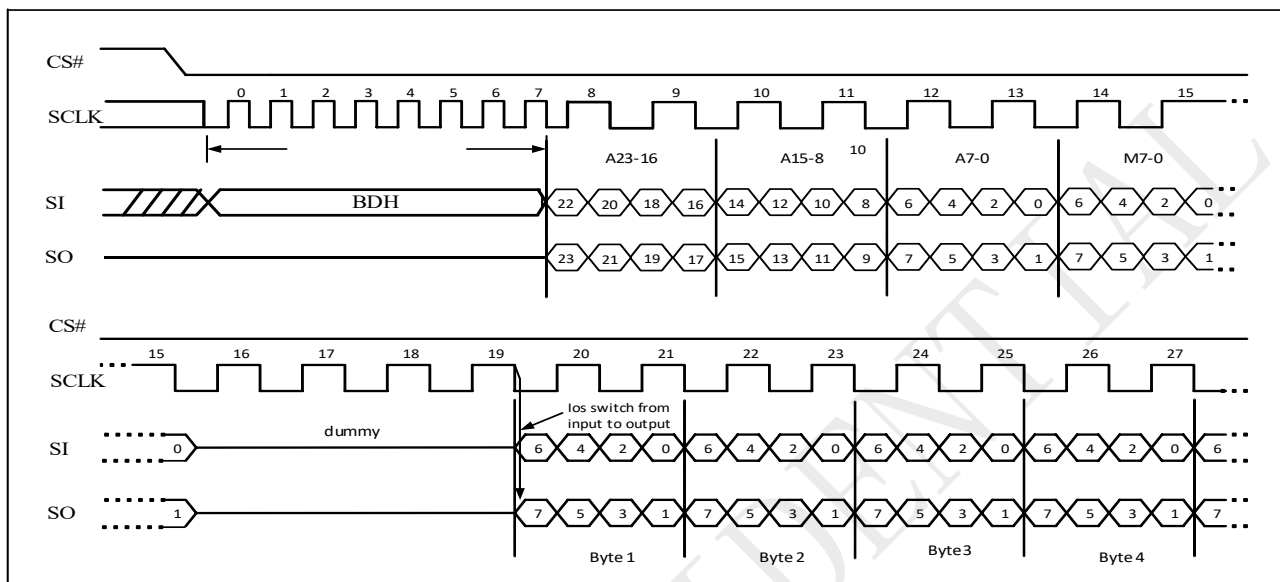 CS#
0 1 2 3 4 5 6 7 8 9 10 11 12 13 14 15
SCLK
A23-16 A15-8 10 A7-0 M7-0
SI BDH 22 20 18 16 14 12 10 8 6 4 2 0 6 4 2 0
SO 23 21 19 17 15 13 11 9 7 5 3 1 7 5 3 1
CS#
15 16 17 18 19 20 21 22 23 24 25 26 27
SCLK
Ios switch from
input to output
dummy
SI 0 6 4 2 0 6 4 2 0 6 4 2 0 6 4 2 0 6
SO 1 7 5 3 1 7 5 3 1 7 5 3 1 7 5 3 1 7
Byte 1 Byte 2 Byte 3 Byte 4
DENTIAL